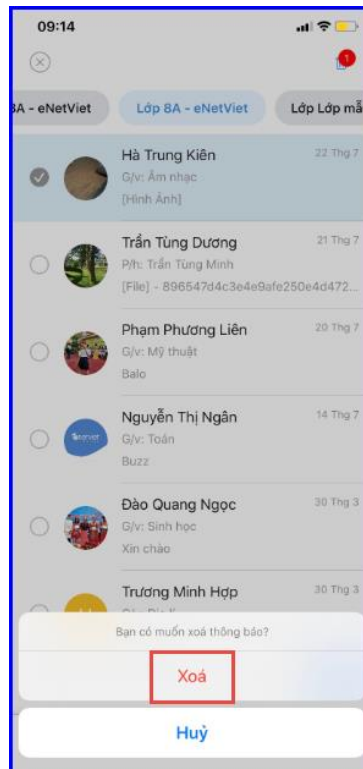 09:14
1
8A - eNetViet
Lớp 8A - eNetViet
Lớp Lớp mẫ
Hà Trung Kiên
22 Thg 7
G/v: Âm nhạc
[Hình Ảnh]
Trần Tùng Dương
21 Thg 7
P/h: Trần Tùng Minh
[File] - 896547d4c3e4e9afe250e4d472...
Phạm Phương Liên
20 Thg 7
G/v: Mỹ thuật
Balo
Nguyễn Thị Ngân
14 Thg 7
G/v: Toán
Buzz
Đào Quang Ngọc
30 Thg 3
G/v: Sinh học
Xin chào
Trương Minh Hợp
30 Thg 3
Bạn có muốn xoá thông báo?
Xoá
Huỷ